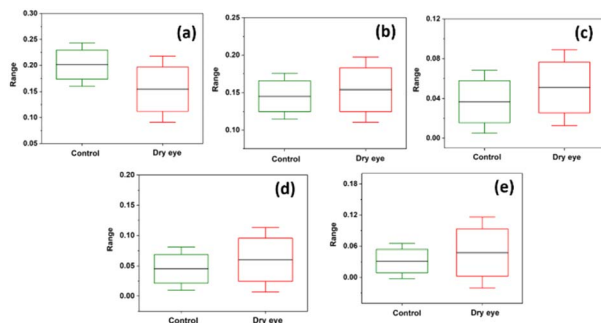 (a)
0.30
0.25
0.20
0.15
0.10
0.05
Range
Control Dry eye
(b)
0.25
0.20
0.15
0.10
Range
Control Dry eye
(c)
0.12
0.08
0.04
0.00
Range
Control Dry eye
(d)
0.20
0.15
0.10
0.05
0.00
Range
Control Dry eye
(e)
0.18
0.12
0.06
0.00
Range
Control Dry eye